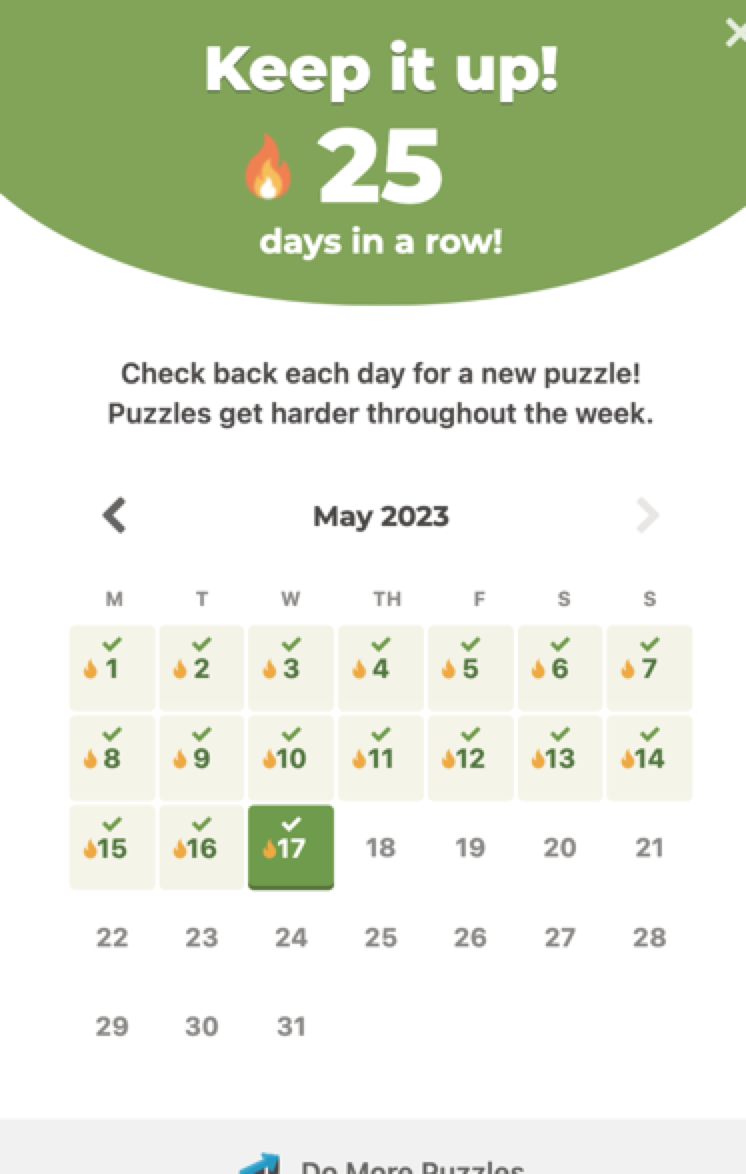 Keep it up!
25
days in a row!
Check back each day for a new puzzle!
Puzzles get harder throughout the week.
May 2023
M T W TH F S S
1 2 3 4 5 6 7
8 9 10 11 12 13 14
15 16 17 18 19 20 21
22 23 24 25 26 27 28
29 30 31
Do More Puzzles